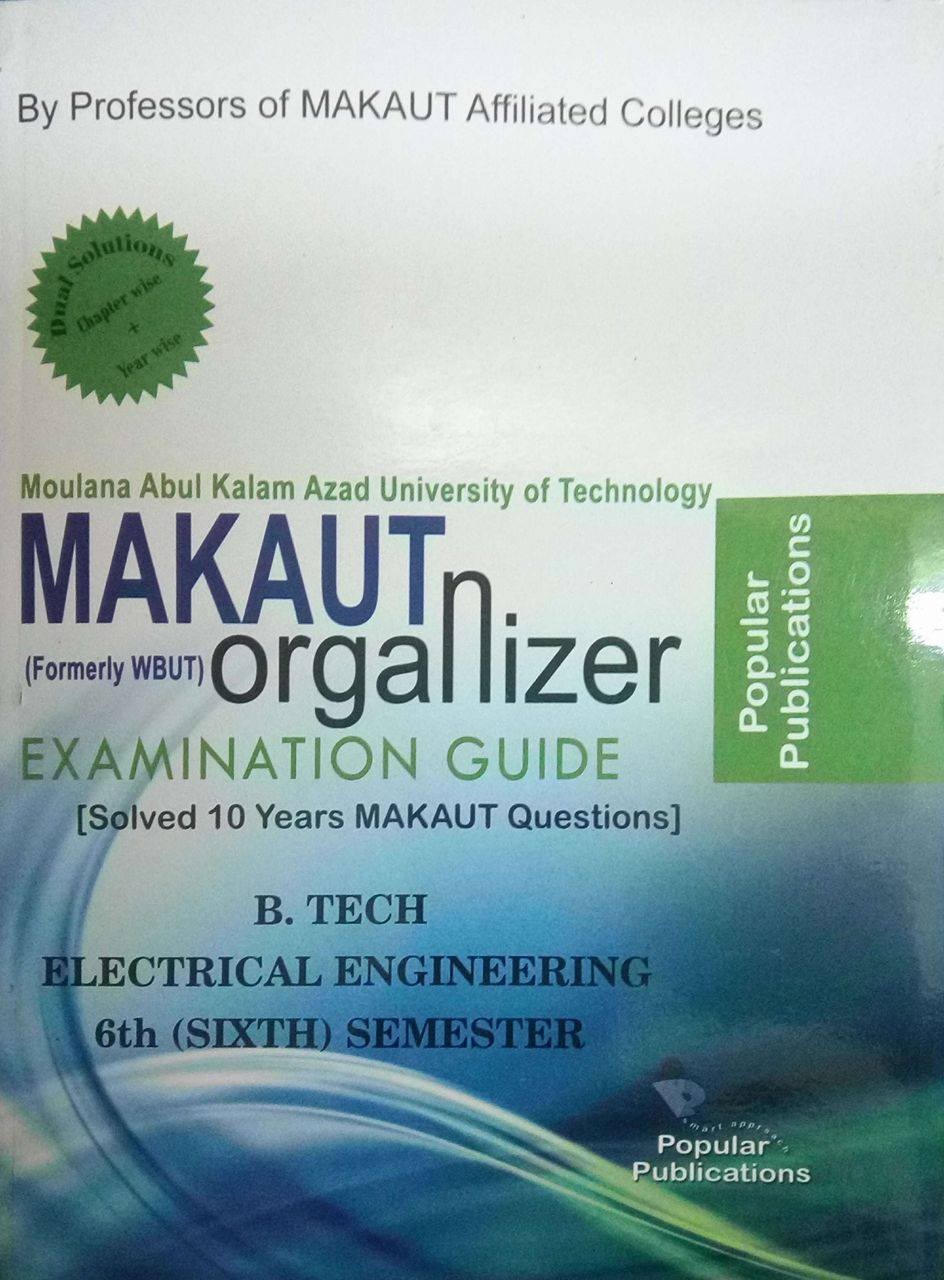 By Professors of MAKAUT Affiliated Colleges
Dual Solutions
Chapter wise
+
Year wise
Moulana Abul Kalam Azad University of Technology
MAKAUT
(Formerly WBUT)
organizer
Popular
Publications
EXAMINATION GUIDE
[Solved 10 Years MAKAUT Questions]
B. TECH
ELECTRICAL ENGINEERING
6th (SIXTH) SEMESTER
smart approach
Popular
Publications